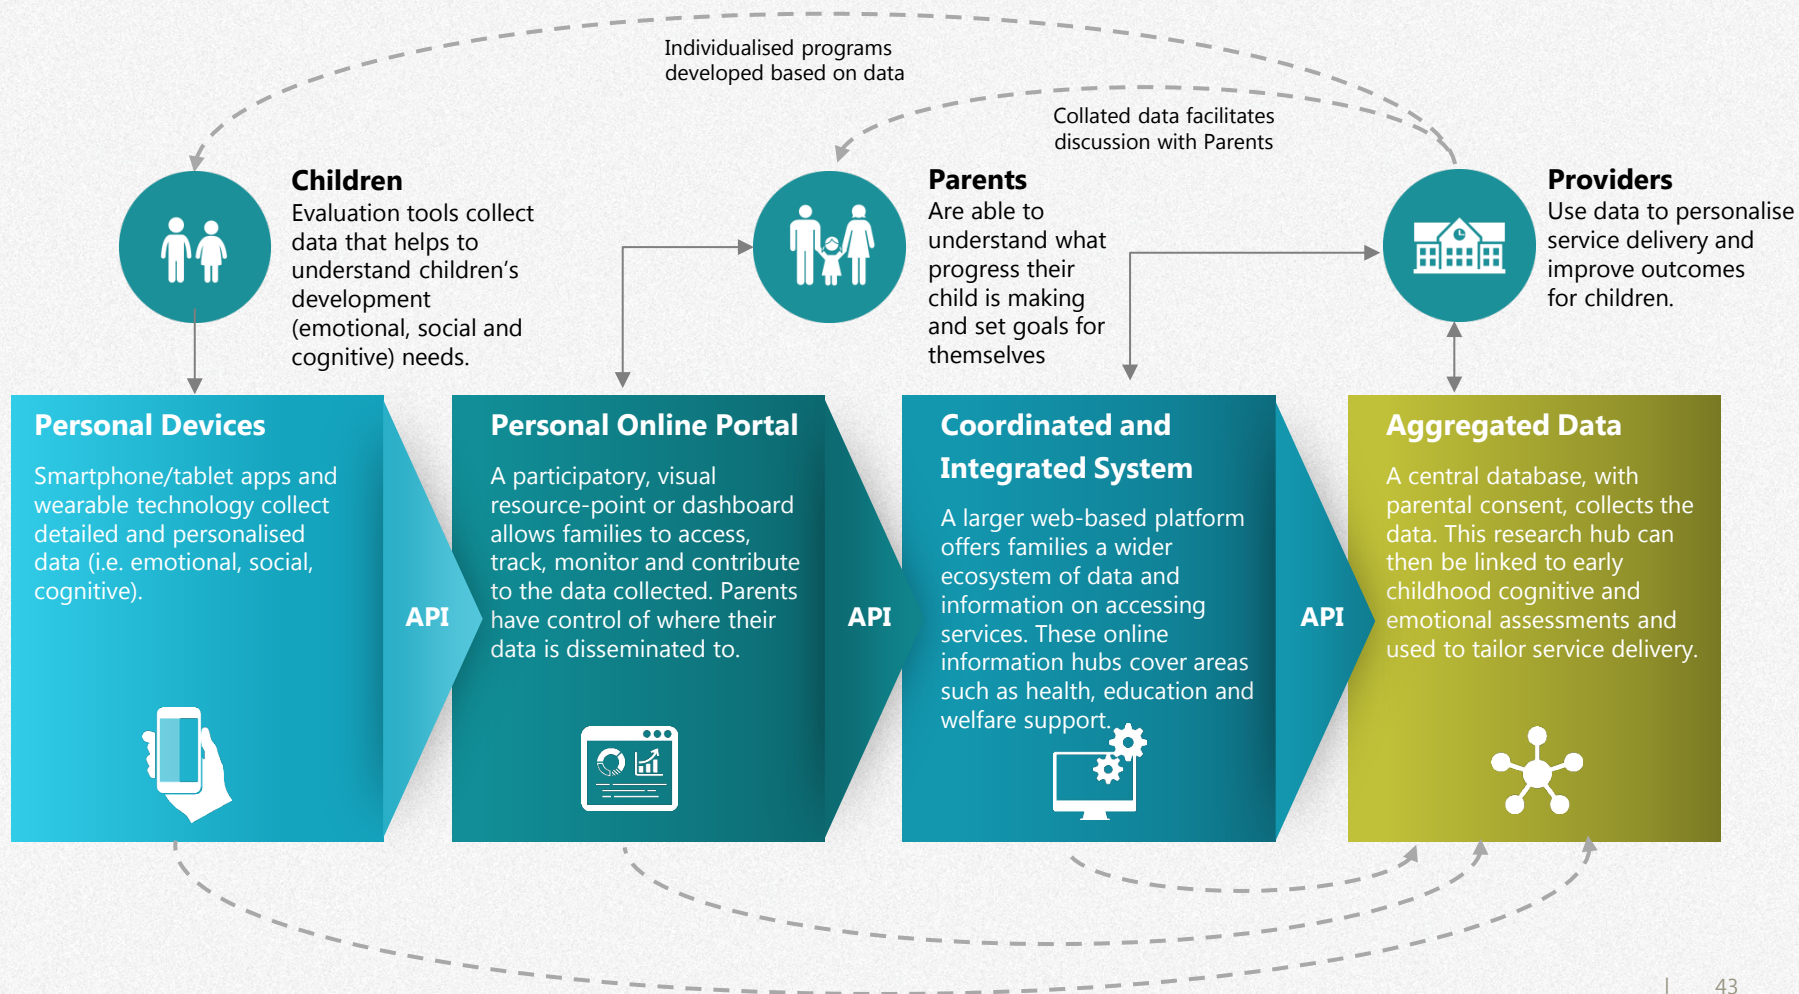 Individualised programs
developed based on data
Collated data facilitates
discussion with Parents
Children
Evaluation tools collect
data that helps to
understand children's
development
(emotional, social and
cognitive) needs.
Parents
Are able to
understand what
progress their
child is making
and set goals for
themselves
Providers
Use data to personalise
service delivery and
improve outcomes
for children.
Personal Devices
Smartphone/tablet apps and
wearable technology collect
detailed and personalised
data (i.e. emotional, social,
cognitive).
API
Personal Online Portal
A participatory, visual
resource-point or dashboard
allows families to access,
track, monitor and contribute
to the data collected. Parents
have control of where their
data is disseminated to.
API
Coordinated and
Integrated System
A larger web-based platform
offers families a wider
ecosystem of data and
information on accessing
services. These online
information hubs cover areas
such as health, education and
welfare support.
API
Aggregated Data
A central database, with
parental consent, collects the
data. This research hub can
then be linked to early
childhood cognitive and
emotional assessments and
used to tailor service delivery.
| 43